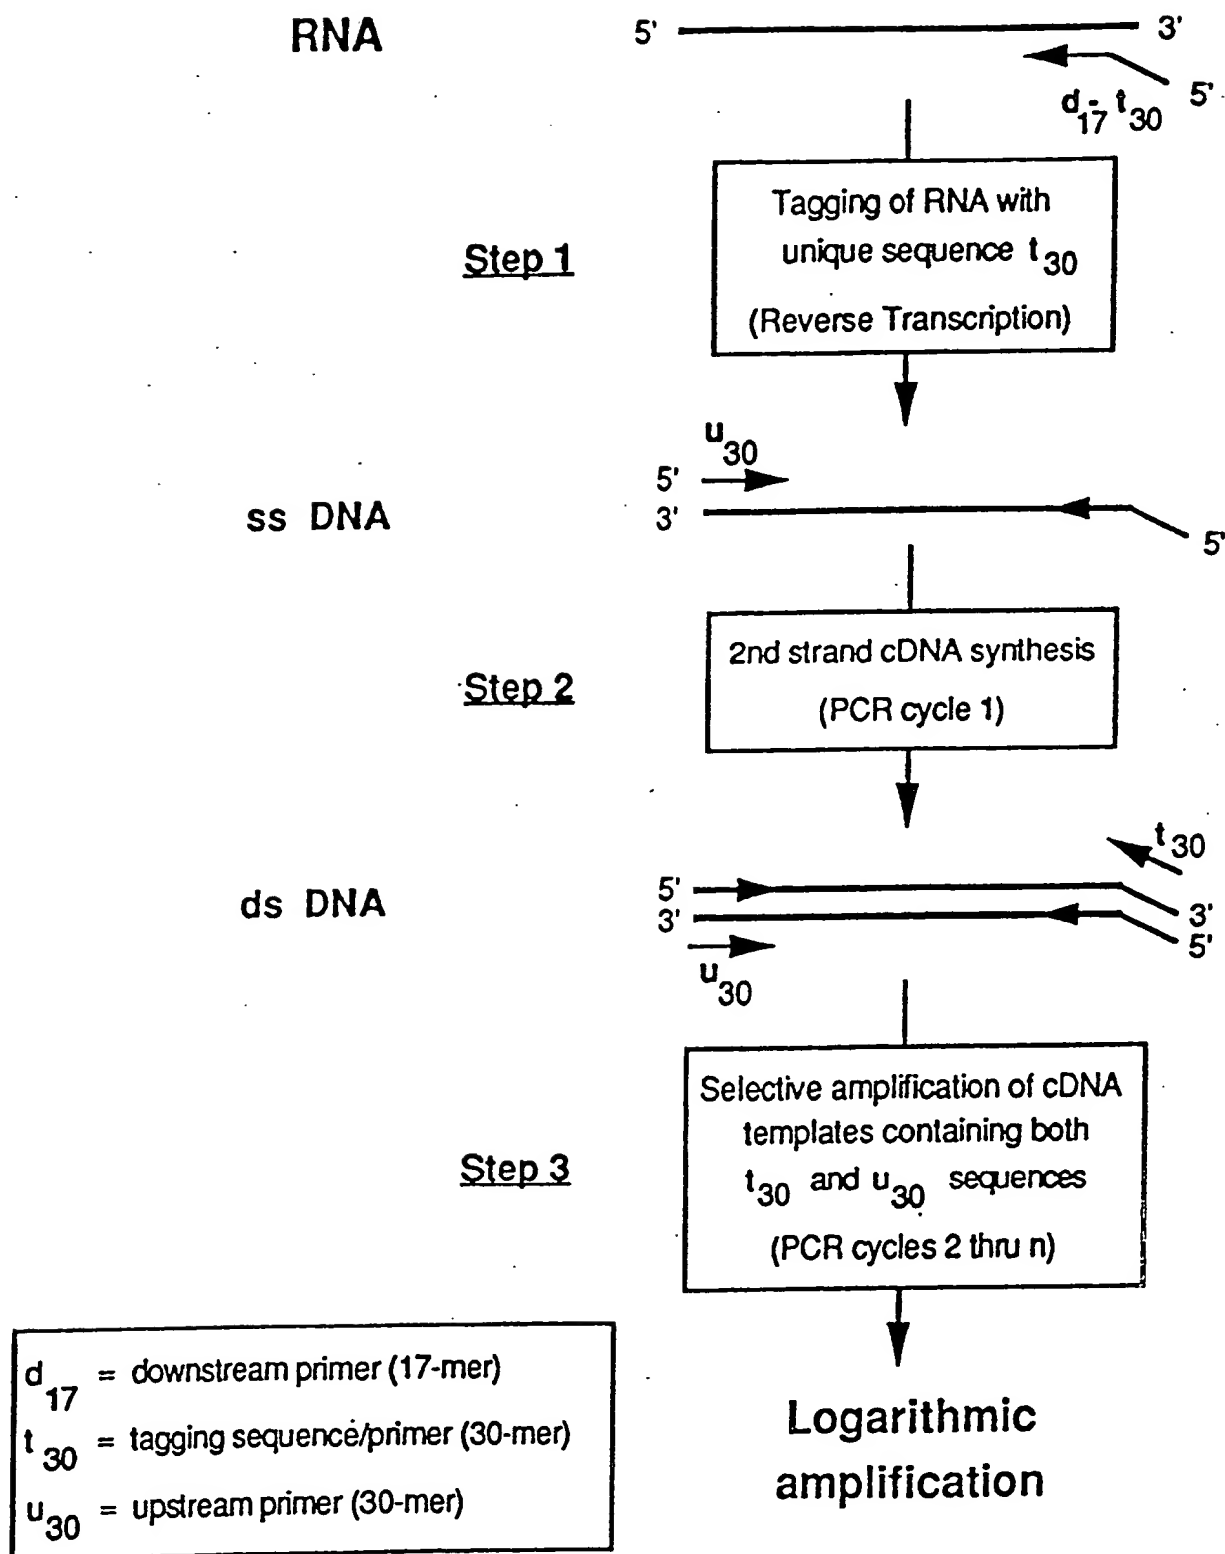 RNA
5' 3'
5'
d17- t30
Tagging of RNA with
unique sequence t30
(Reverse Transcription)
Step 1
u30
5'
ss DNA
3'
5'
2nd strand cDNA synthesis
(PCR cycle 1)
Step 2
t30
ds DNA
5'
3' 3'
5'
u30
Selective amplification of cDNA
templates containing both
t30 and u30 sequences
(PCR cycles 2 thru n)
Step 3
d17 = downstream primer (17-mer)
t30 = tagging sequence/primer (30-mer)
u30 = upstream primer (30-mer)
Logarithmic
amplification